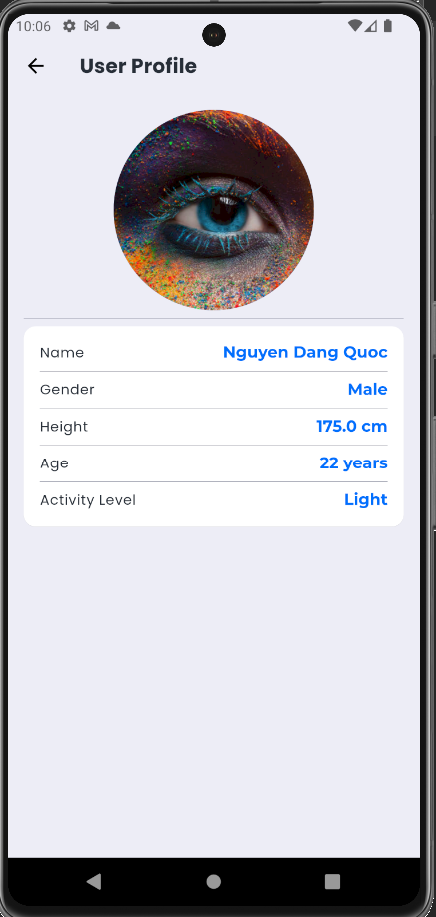 10:06
User Profile
Name Nguyen Dang Quoc
Gender Male
Height 175.0 cm
Age 22 years
Activity Level Light